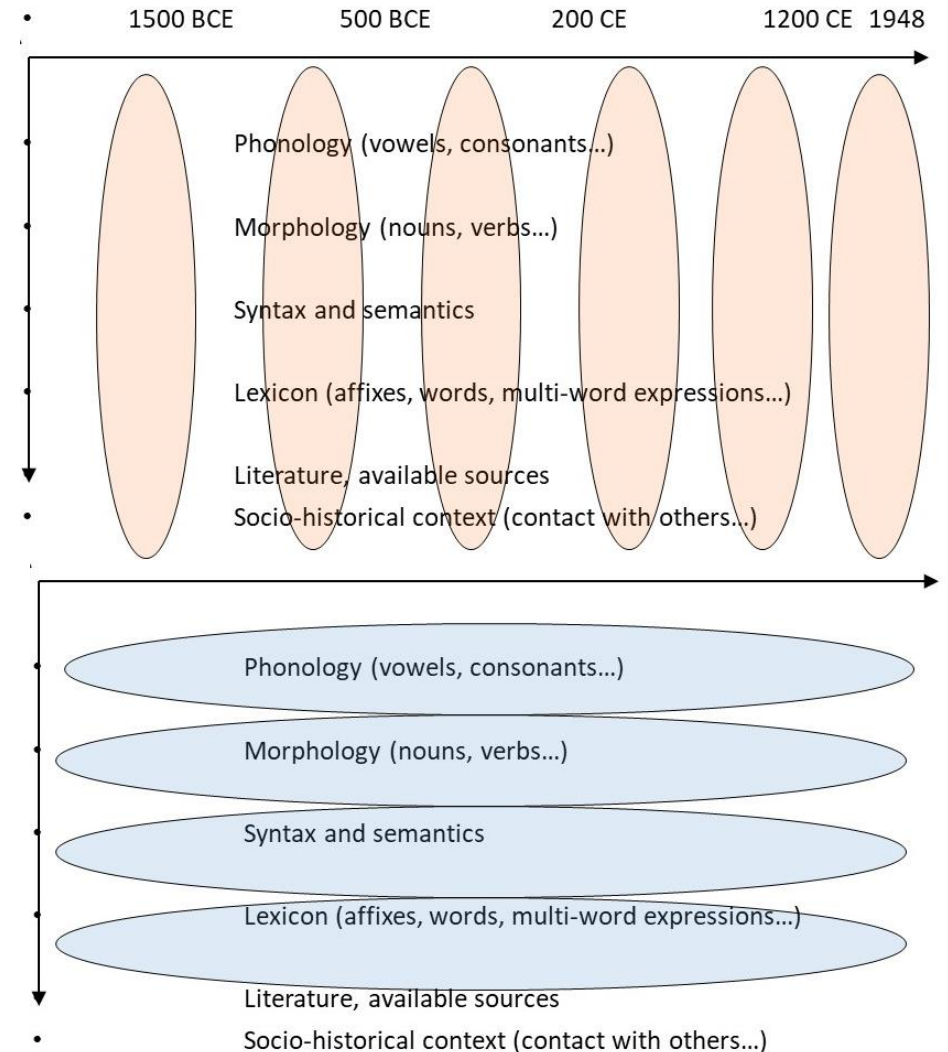 • 1500 BCE 500 BCE 200 CE 1200 CE 1948
• Phonology (vowels, consonants…)
• Morphology (nouns, verbs…)
• Syntax and semantics
• Lexicon (affixes, words, multi-word expressions…)
Literature, available sources
• Socio-historical context (contact with others…)
• Phonology (vowels, consonants…)
• Morphology (nouns, verbs…)
• Syntax and semantics
• Lexicon (affixes, words, multi-word expressions…)
Literature, available sources
• Socio-historical context (contact with others…)